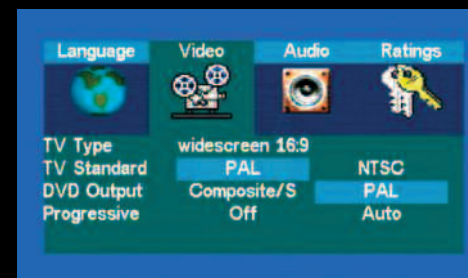 Language Video Audio Ratings
TV Type widescreen 16:9
TV Standard PAL NTSC
DVD Output Composite/S PAL
Progressive Off Auto